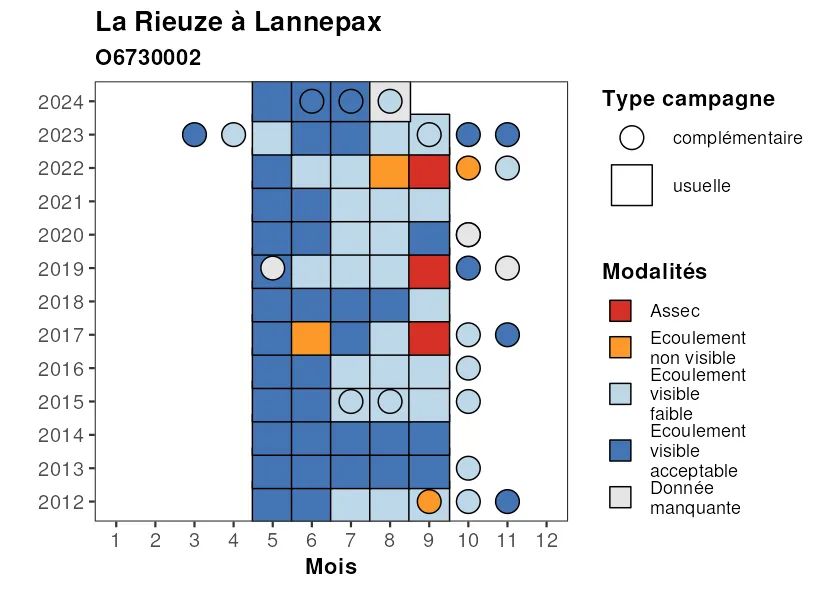 La Rieuze à Lannepax
O6730002
2024
2023
2022
2021
2020
2019
2018
2017
2016
2015
2014
2013
2012
1 2 3 4 5 6 7 8 9 10 11 12
Mois
Type campagne
complémentaire
usuelle
Modalités
Assec
Ecoulement
non visible
Ecoulement
visible
faible
Ecoulement
visible
acceptable
Donnée
manquante